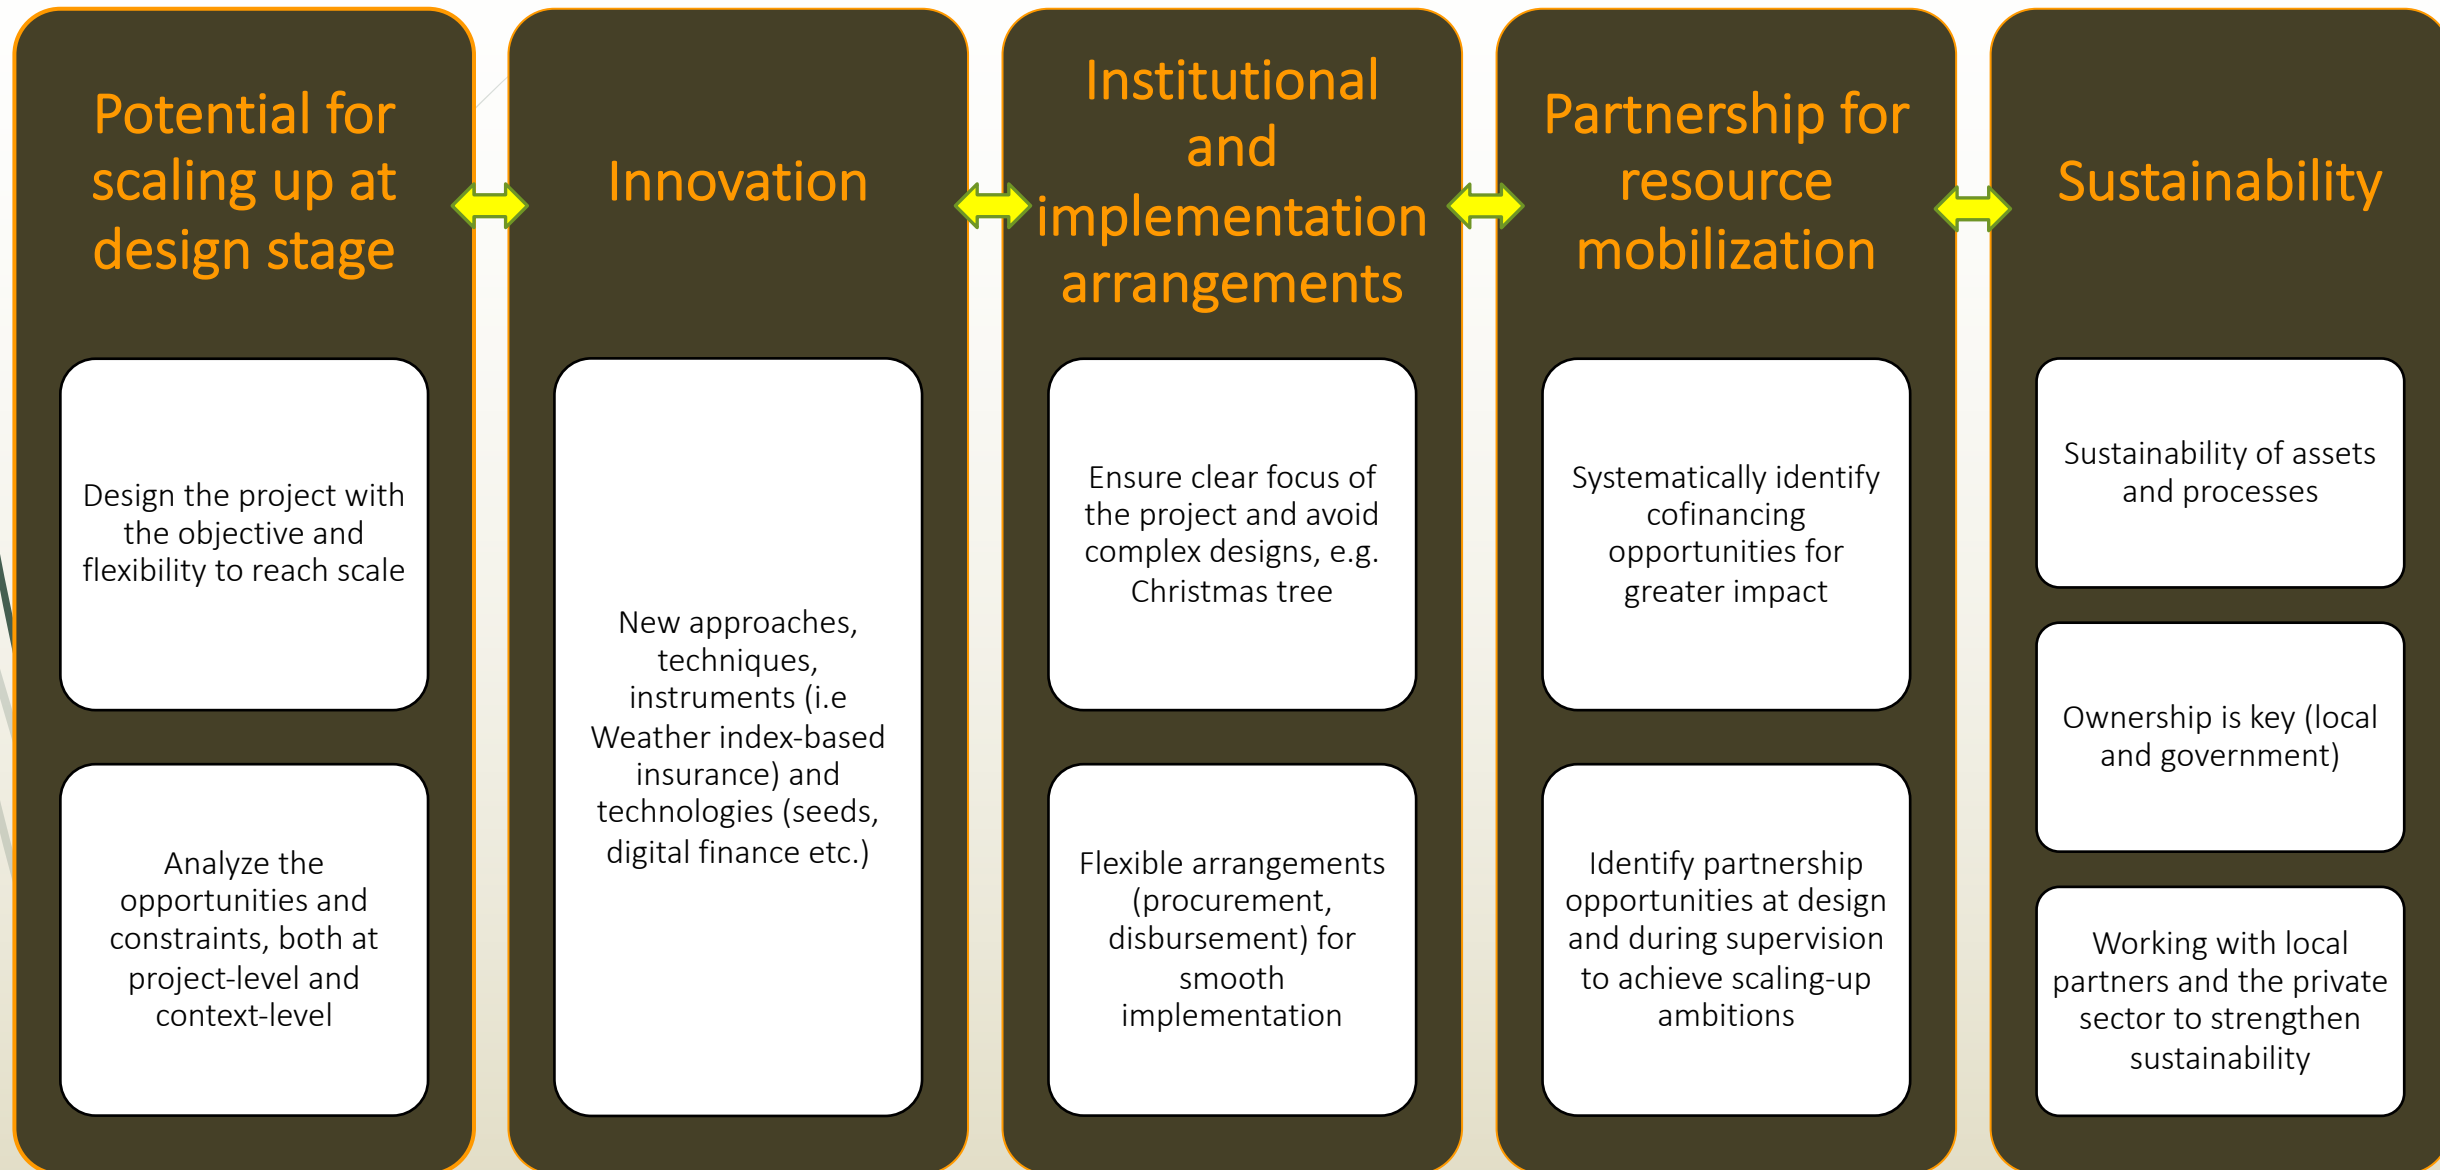 Potential for
scaling up at
design stage
Design the project with
the objective and
flexibility to reach scale
Analyze the
opportunities and
constraints, both at
project-level and
context-level
Innovation
New approaches,
techniques,
instruments (i.e
Weather index-based
insurance) and
technologies (seeds,
digital finance etc.)
Institutional
and
implementation
arrangements
Ensure clear focus of
the project and avoid
complex designs, e.g.
Christmas tree
Flexible arrangements
(procurement,
disbursement) for
smooth
implementation
Partnership for
resource
mobilization
Systematically identify
cofinancing
opportunities for
greater impact
Identify partnership
opportunities at design
and during supervision
to achieve scaling-up
ambitions
Sustainability
Sustainability of assets
and processes
Ownership is key (local
and government)
Working with local
partners and the private
sector to strengthen
sustainability